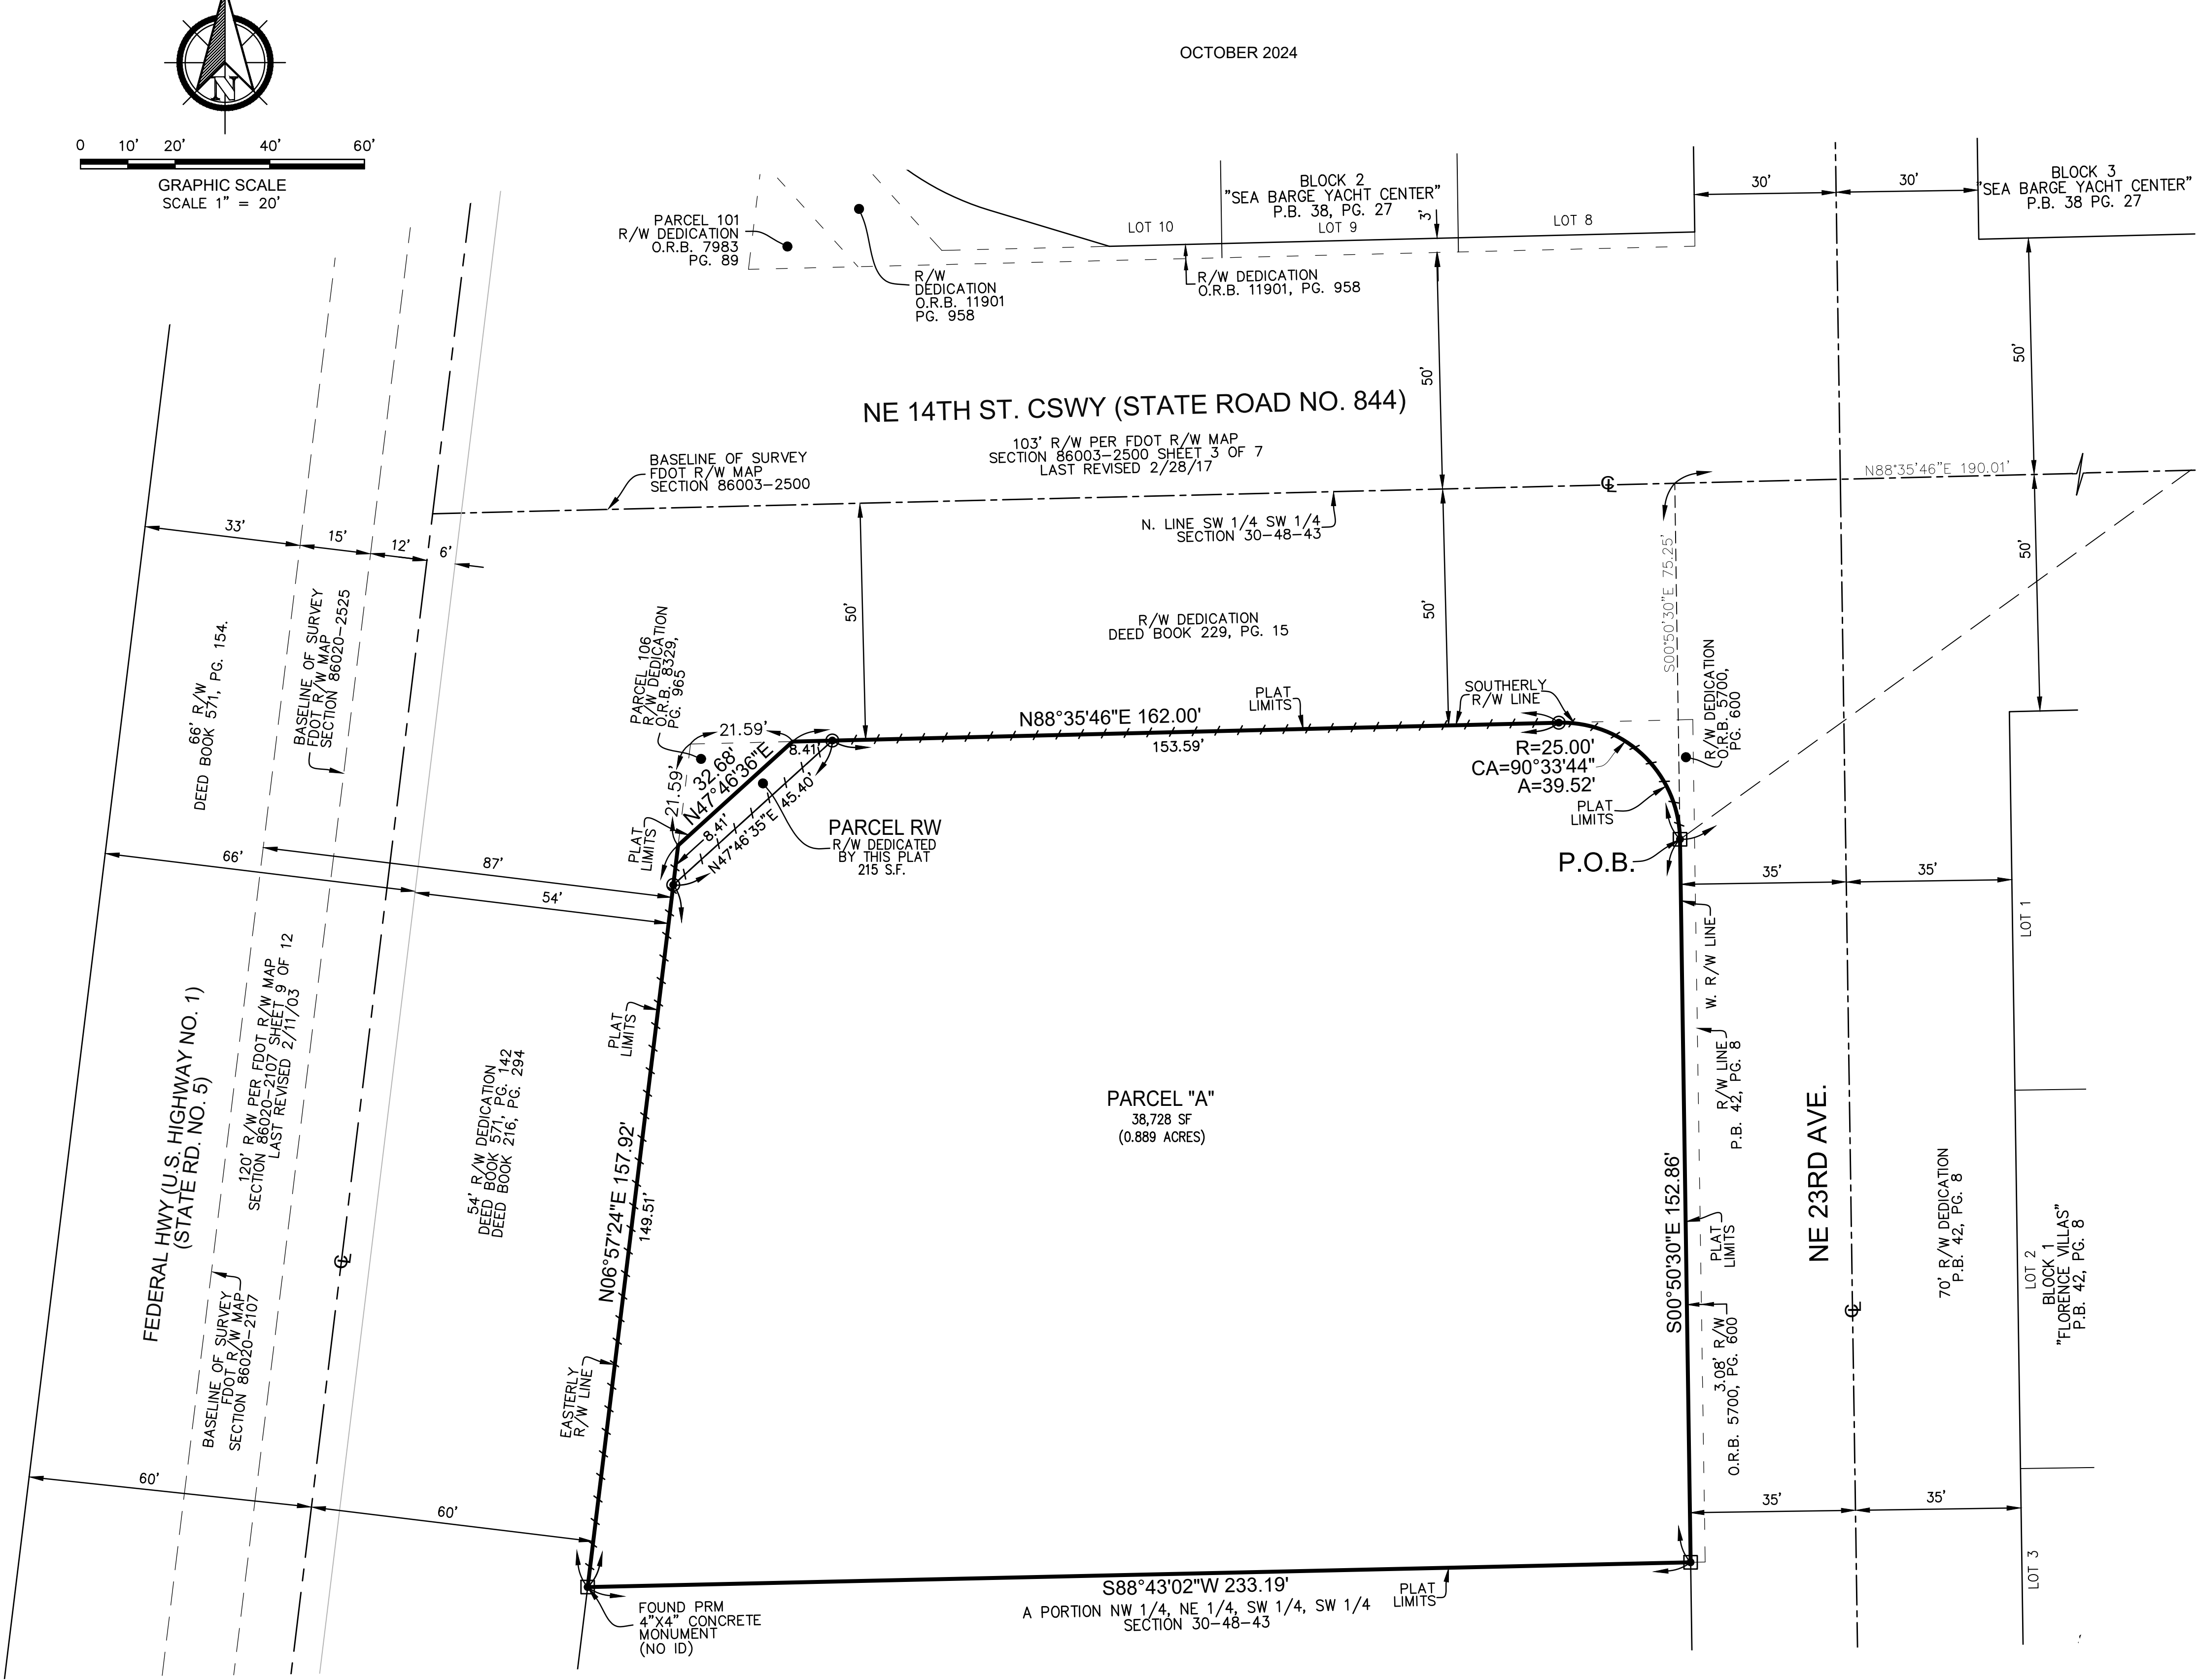 OCTOBER 2024
N
0 10' 20' 40' 60'
GRAPHIC SCALE
SCALE 1" = 20'
PARCEL 101
R/W DEDICATION
O.R.B. 7983
PG. 89
R/W
DEDICATION
O.R.B. 11901
PG. 958
LOT 10
BLOCK 2
"SEA BARGE YACHT CENTER"
P.B. 38, PG. 27
LOT 9
3'
LOT 8
R/W DEDICATION
O.R.B. 11901, PG. 958
30'
30'
BLOCK 3
"SEA BARGE YACHT CENTER"
P.B. 38 PG. 27
50'
50'
NE 14TH ST. CSWY (STATE ROAD NO. 844)
103' R/W PER FDOT R/W MAP
SECTION 86003-2500 SHEET 3 OF 7
LAST REVISED 2/28/17
BASELINE OF SURVEY
FDOT R/W MAP
SECTION 86003-2500
N. LINE SW 1/4 SW 1/4
SECTION 30-48-43
CL
N88°35'46"E 190.01'
S00°50'30"E 75.25'
50'
50'
50'
R/W DEDICATION
DEED BOOK 229, PG. 15
33'
15'
12'
6'
66' R/W
DEED BOOK 571, PG. 154.
BASELINE OF SURVEY
FDOT R/W MAP
SECTION 86020-2525
PARCEL 106
R/W DEDICATION
O.R.B. 8329,
PG. 965
21.59'
21.59'
32.68'
N47°46'36"E
8.41'
8.41'
N47°46'35"E 45.40'
PLAT
LIMITS
PARCEL RW
R/W DEDICATED
BY THIS PLAT
215 S.F.
N88°35'46"E 162.00'
153.59'
PLAT
LIMITS
SOUTHERLY
R/W LINE
R=25.00'
CA=90°33'44"
A=39.52'
PLAT
LIMITS
R/W DEDICATION
O.R.B. 5700,
PG. 600
P.O.B.
35'
35'
LOT 1
66'
87'
54'
FEDERAL HWY (U.S. HIGHWAY NO. 1)
(STATE RD. NO. 5)
120' R/W PER FDOT R/W MAP
SECTION 86020-2107 SHEET 9 OF 12
LAST REVISED 2/11/03
BASELINE OF SURVEY
FDOT R/W MAP
SECTION 86020-2107
CL
54' R/W DEDICATION
DEED BOOK 571, PG. 142
DEED BOOK 216, PG. 294
PLAT
LIMITS
N06°57'24"E 157.92'
149.51'
EASTERLY
R/W LINE
PARCEL "A"
38,728 SF
(0.889 ACRES)
W. R/W LINE
R/W LINE
P.B. 42, PG. 8
S00°50'30"E 152.86'
PLAT
LIMITS
3.08' R/W
O.R.B. 5700, PG. 600
NE 23RD AVE.
CL
70' R/W DEDICATION
P.B. 42, PG. 8
LOT 2
BLOCK 1
"FLORENCE VILLAS"
P.B. 42, PG. 8
60'
60'
35'
35'
LOT 3
S88°43'02"W 233.19'
A PORTION NW 1/4, NE 1/4, SW 1/4, SW 1/4
SECTION 30-48-43
PLAT
LIMITS
FOUND PRM
4"X4" CONCRETE
MONUMENT
(NO ID)